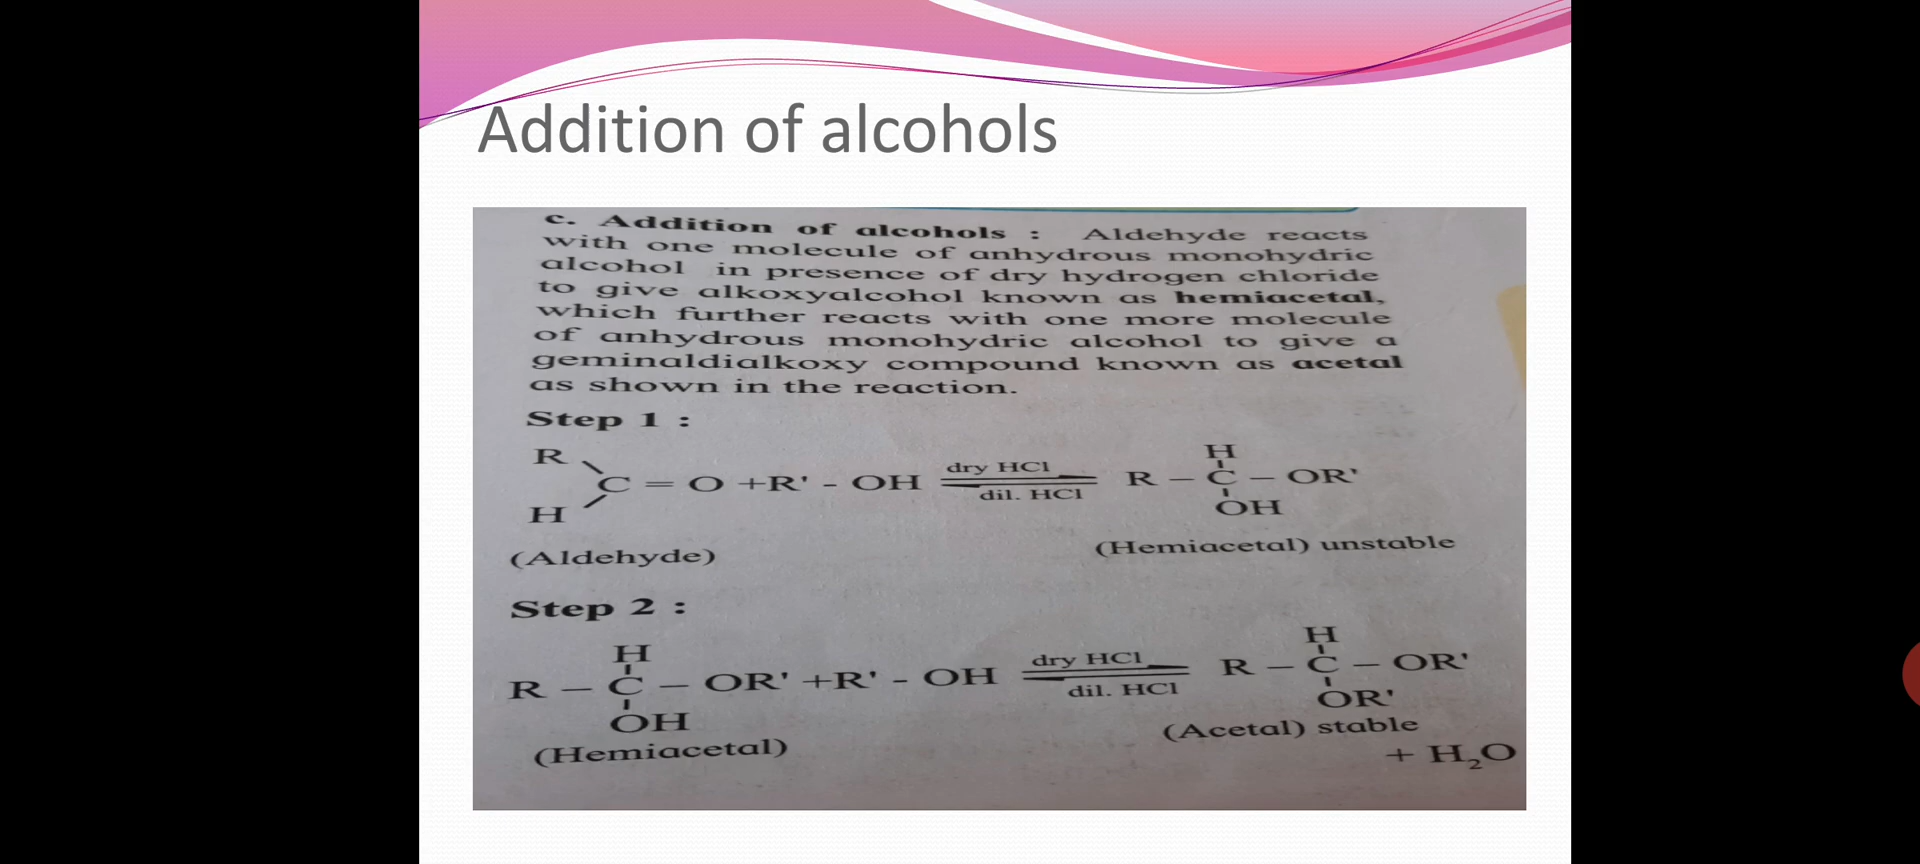 Addition of alcohols
c. Addition of alcohols : Aldehyde reacts
with one molecule of anhydrous monohydric
alcohol in presence of dry hydrogen chloride
to give alkoxyalcohol known as hemiacetal,
which further reacts with one more molecule
of anhydrous monohydric alcohol to give a
geminaldialkoxy compound known as acetal
as shown in the reaction.
Step 1 :
R
H
dry HCl
C = O +R' - OH
R – C – OR'
dil. HCl
H
OH
(Aldehyde)
(Hemiacetal) unstable
Step 2 :
H
H
dry HCl
R – C – OR' +R' - OH
R – C – OR'
dil. HCl
OH
OR'
(Hemiacetal)
(Acetal) stable
+ H₂O